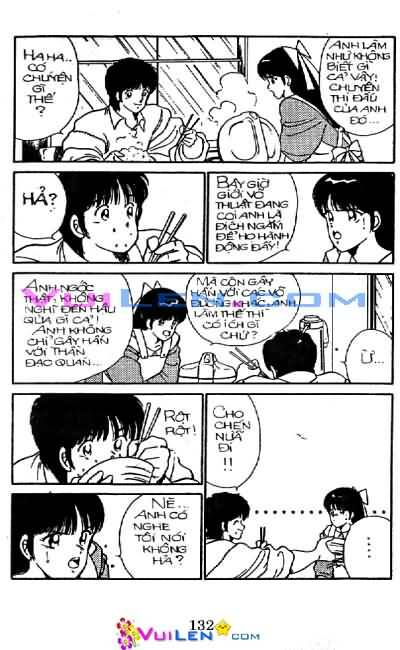 HA HA...
CÓ
CHUYỆN
GÌ
THẾ
?
ANH LÀM
NHƯ KHÔNG
BIẾT GÌ
CẢ VẬY!
CHUYỆN
THI ĐẤU
CỦA ANH
ĐÓ...
HẢ?
BÂY GIỜ
GIỚI VÕ
THUẬT ĐANG
COI ANH LÀ
ĐÍCH NGẮM
ĐỂ HỌ HÀNH
ĐỘNG ĐẤY!
ANH NGỐC
THẬT! KHÔNG
NGHĨ ĐẾN HẬU
QỦA GÌ CẢ!
ANH KHÔNG
CHỈ GÂY HẤN
VỚI THẦN
ĐẠO QUÁN...
MÀ CÒN GÂY
HẤN VỚI CÁC VÕ
ĐƯỜNG KHÁC. ANH
LÀM THẾ THÌ
CÓ ÍCH GÌ
CHỨ?
Ừ...
VUILEN.COM
RỘT
RỘT!
CHO
CHÉN
NỮA
ĐI
!!
NÈ...
ANH CÓ
NGHE
TÔI NÓI
KHÔNG
HẢ?
132
VUILEN.COM